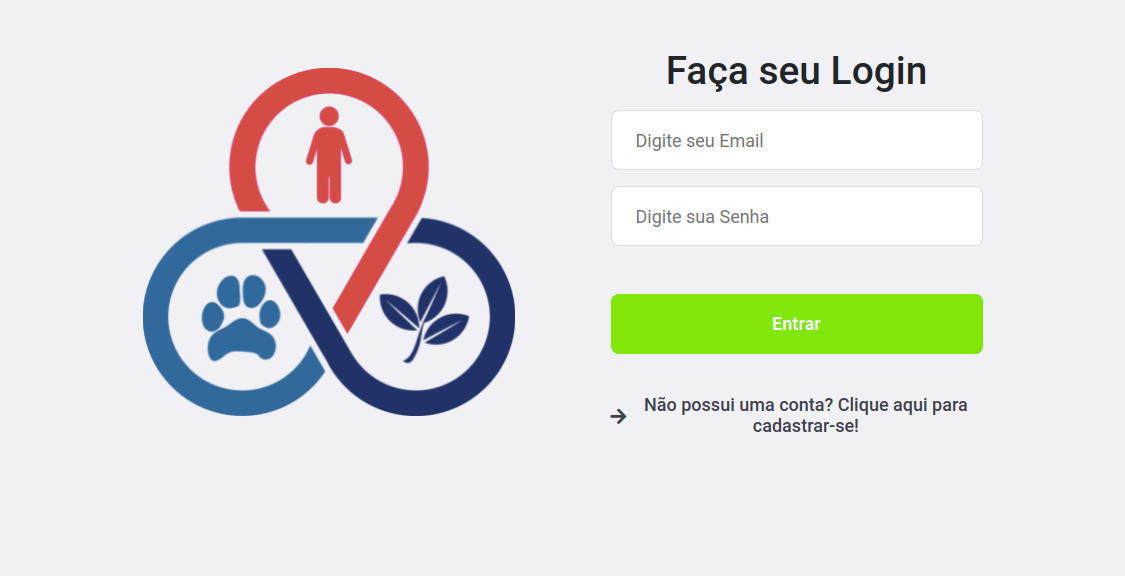 Faça seu Login
Digite seu Email
Digite sua Senha
Entrar
Não possui uma conta? Clique aqui para
cadastrar-se!